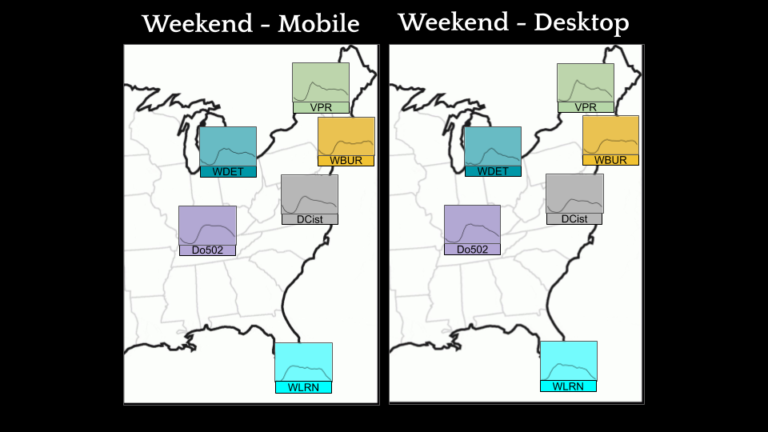 Weekend - Mobile
Weekend - Desktop
VPR
WBUR
WDET
DCist
Do502
WLRN
VPR
WBUR
WDET
DCist
Do502
WLRN